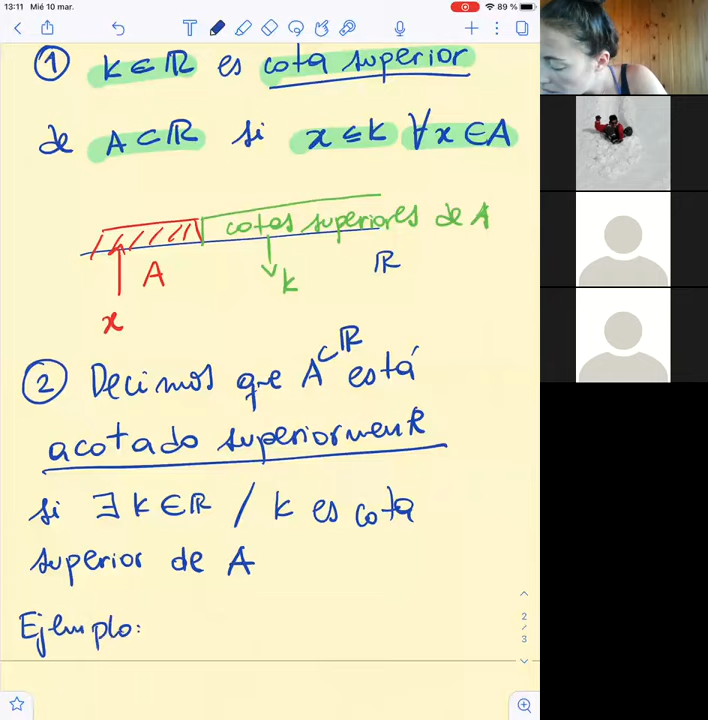 13:11 Mié 10 mar.
89 %
T
① k ∈ ℝ es cota superior
de A ⊂ ℝ si x ≤ k ∀x ∈ A
cotas superiores de A
A
k
ℝ
x
② Decimos que A ⊂ ℝ está
acotado superiormente
si ∃ k ∈ ℝ / k es cota
superior de A
Ejemplo:
2
/
3